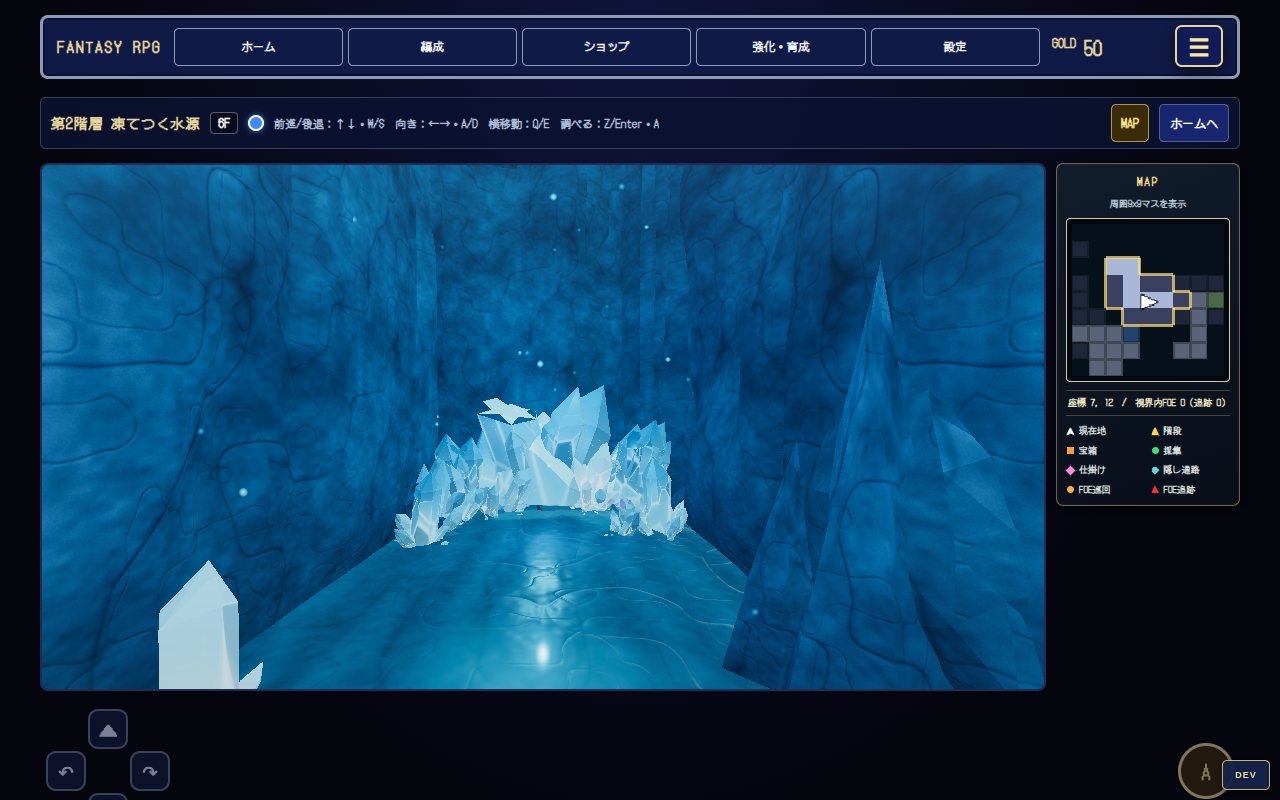 FANTASY RPG
ホーム
編成
ショップ
強化・育成
設定
GOLD 50
第2階層 凍てつく水源
6F
前進/後退：↑↓・W/S 向き：←→・A/D 横移動：Q/E 調べる：Z/Enter・A
MAP
ホームへ
MAP
周囲9x9マスを表示
座標 7, 12 / 視界内FOE 0 (追跡 0)
現在地
階段
宝箱
採集
仕掛け
隠し通路
FOE巡回
FOE追跡
A
DEV